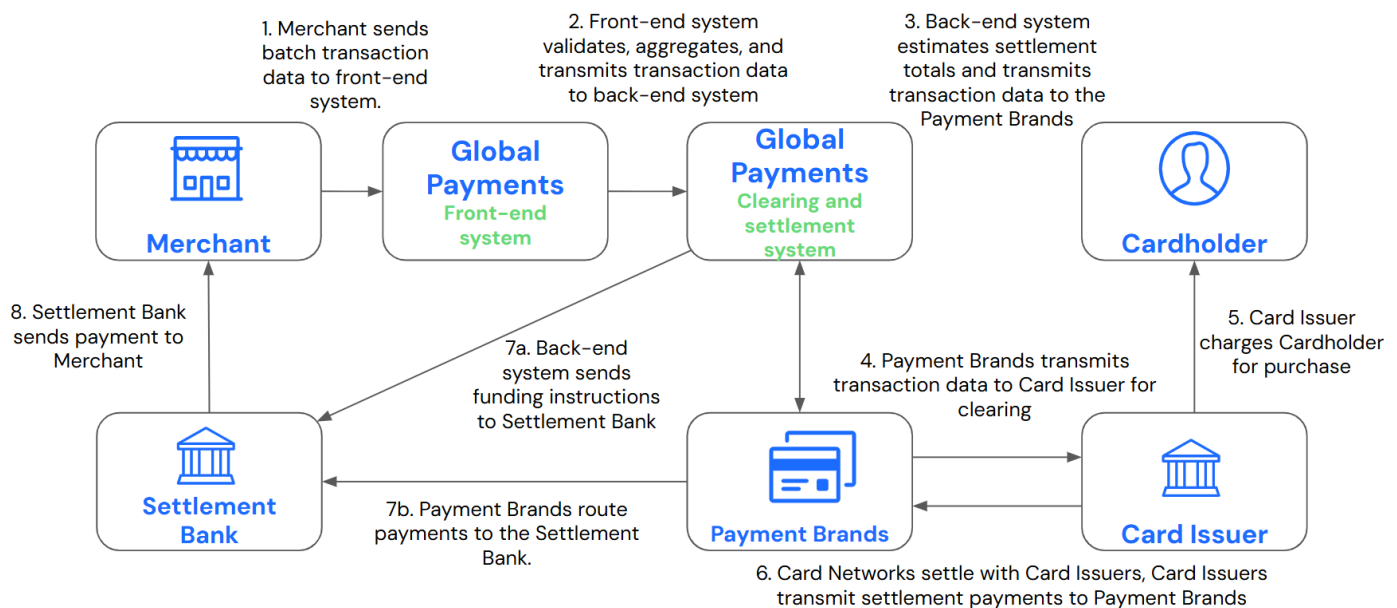 1. Merchant sends
batch transaction
data to front-end
system.
2. Front-end system
validates, aggregates, and
transmits transaction data
to back-end system
3. Back-end system
estimates settlement
totals and transmits
transaction data to the
Payment Brands
Merchant
Global
Payments
Front-end
system
Global
Payments
Clearing and
settlement
system
Cardholder
8. Settlement Bank
sends payment to
Merchant
7a. Back-end
system sends
funding instructions
to Settlement Bank
4. Payment Brands transmits
transaction data to Card Issuer for
clearing
5. Card Issuer
charges Cardholder
for purchase
Settlement
Bank
7b. Payment Brands route
payments to the Settlement
Bank.
Payment Brands
Card Issuer
6. Card Networks settle with Card Issuers, Card Issuers
transmit settlement payments to Payment Brands